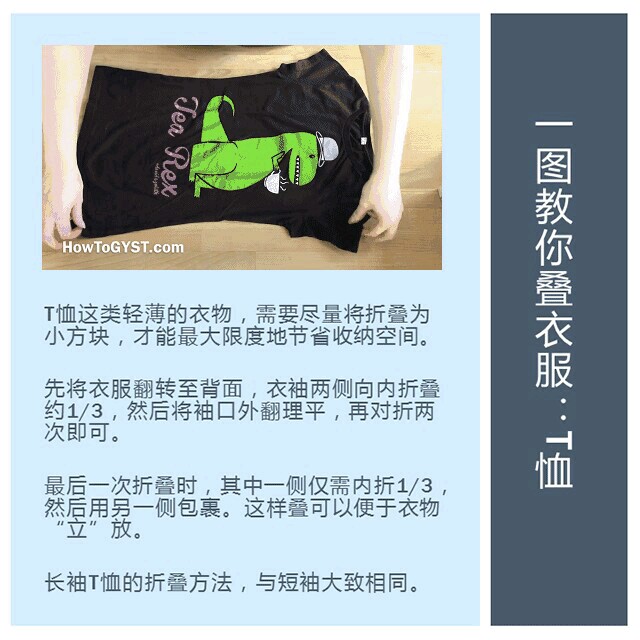 Tea Rex
HowToGYST.com
T恤这类轻薄的衣物，需要尽量将折叠为
小方块，才能最大限度地节省收纳空间。
先将衣服翻转至背面，衣袖两侧向内折叠
约1/3，然后将袖口外翻理平，再对折两
次即可。
最后一次折叠时，其中一侧仅需内折1/3，
然后用另一侧包裹。这样叠可以便于衣物
“立”放。
长袖T恤的折叠方法，与短袖大致相同。
一图教你叠衣服：T恤